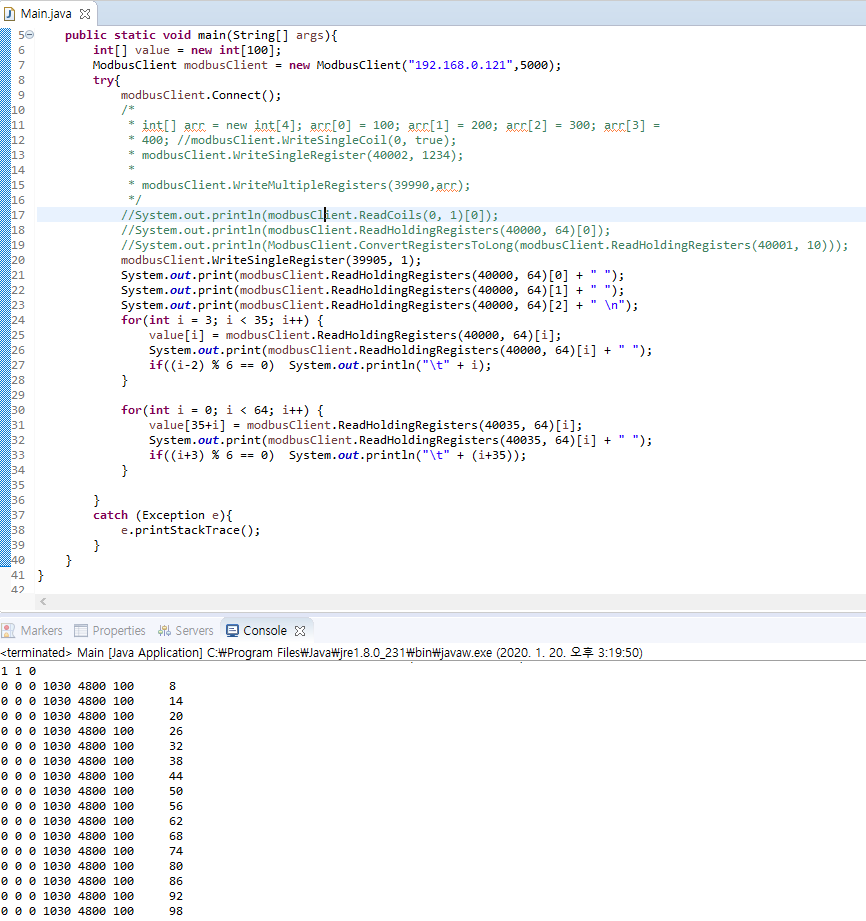 Main.java
5 public static void main(String[] args){
6 int[] value = new int[100];
7 ModbusClient modbusClient = new ModbusClient("192.168.0.121",5000);
8 try{
9 modbusClient.Connect();
10 /*
11 * int[] arr = new int[4]; arr[0] = 100; arr[1] = 200; arr[2] = 300; arr[3] =
12 * 400; //modbusClient.WriteSingleCoil(0, true);
13 * modbusClient.WriteSingleRegister(40002, 1234);
14 *
15 * modbusClient.WriteMultipleRegisters(39990,arr);
16 */
17 //System.out.println(modbusClient.ReadCoils(0, 1)[0]);
18 //System.out.println(modbusClient.ReadHoldingRegisters(40000, 64)[0]);
19 //System.out.println(ModbusClient.ConvertRegistersToLong(modbusClient.ReadHoldingRegisters(40001, 10)));
20 modbusClient.WriteSingleRegister(39905, 1);
21 System.out.print(modbusClient.ReadHoldingRegisters(40000, 64)[0] + " ");
22 System.out.print(modbusClient.ReadHoldingRegisters(40000, 64)[1] + " ");
23 System.out.print(modbusClient.ReadHoldingRegisters(40000, 64)[2] + " \n");
24 for(int i = 3; i < 35; i++) {
25 value[i] = modbusClient.ReadHoldingRegisters(40000, 64)[i];
26 System.out.print(modbusClient.ReadHoldingRegisters(40000, 64)[i] + " ");
27 if((i-2) % 6 == 0) System.out.println("\t" + i);
28 }
29
30 for(int i = 0; i < 64; i++) {
31 value[35+i] = modbusClient.ReadHoldingRegisters(40035, 64)[i];
32 System.out.print(modbusClient.ReadHoldingRegisters(40035, 64)[i] + " ");
33 if((i+3) % 6 == 0) System.out.println("\t" + (i+35));
34 }
35
36 }
37 catch (Exception e){
38 e.printStackTrace();
39 }
40 }
41 }
42
Markers Properties Servers Console
<terminated> Main [Java Application] C:₩Program Files₩Java₩jre1.8.0_231₩bin₩javaw.exe (2020. 1. 20. 오후 3:19:50)
1 1 0
0 0 0 1030 4800 100 8
0 0 0 1030 4800 100 14
0 0 0 1030 4800 100 20
0 0 0 1030 4800 100 26
0 0 0 1030 4800 100 32
0 0 0 1030 4800 100 38
0 0 0 1030 4800 100 44
0 0 0 1030 4800 100 50
0 0 0 1030 4800 100 56
0 0 0 1030 4800 100 62
0 0 0 1030 4800 100 68
0 0 0 1030 4800 100 74
0 0 0 1030 4800 100 80
0 0 0 1030 4800 100 86
0 0 0 1030 4800 100 92
0 0 0 1030 4800 100 98